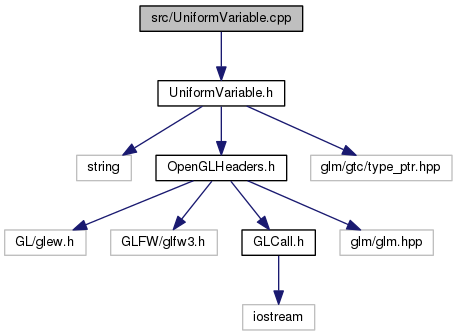 src/UniformVariable.cpp
UniformVariable.h
string
OpenGLHeaders.h
glm/gtc/type_ptr.hpp
GL/glew.h
GLFW/glfw3.h
GLCall.h
glm/glm.hpp
iostream